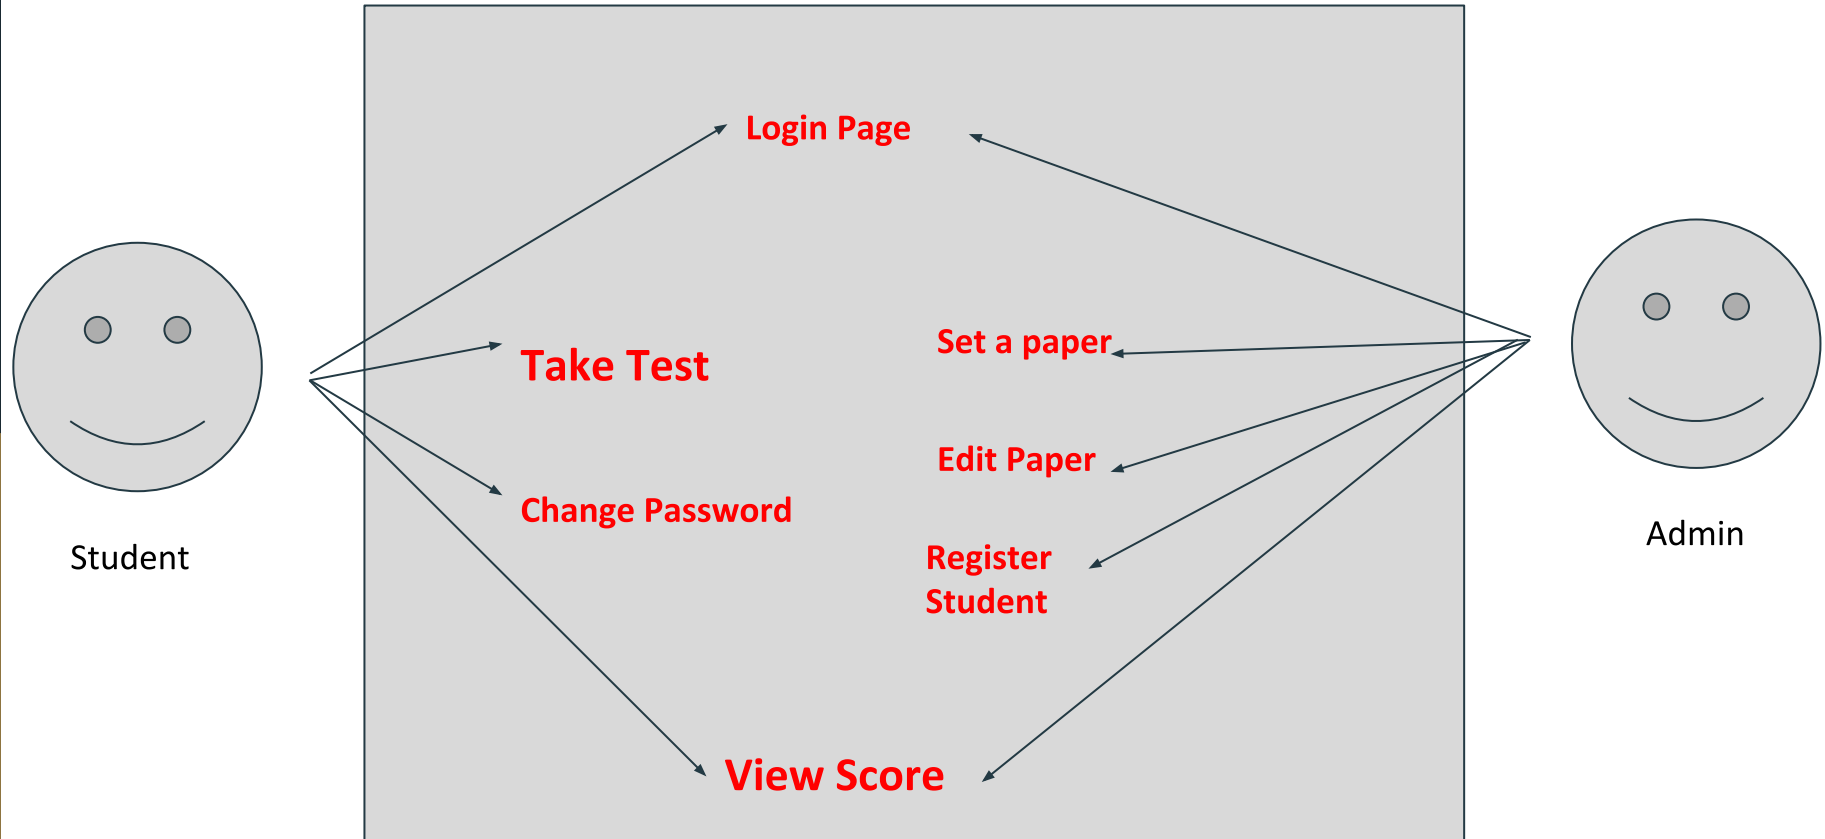 Login Page
Set a paper
Take Test
Edit Paper
Change Password
Register
Student
Student
Admin
View Score